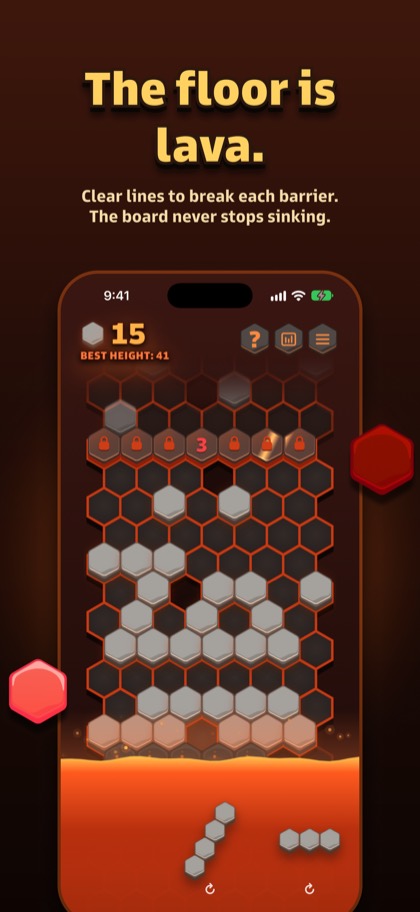 The floor is
lava.
Clear lines to break each barrier.
The board never stops sinking.
9:41
15
?
BEST HEIGHT: 41
3